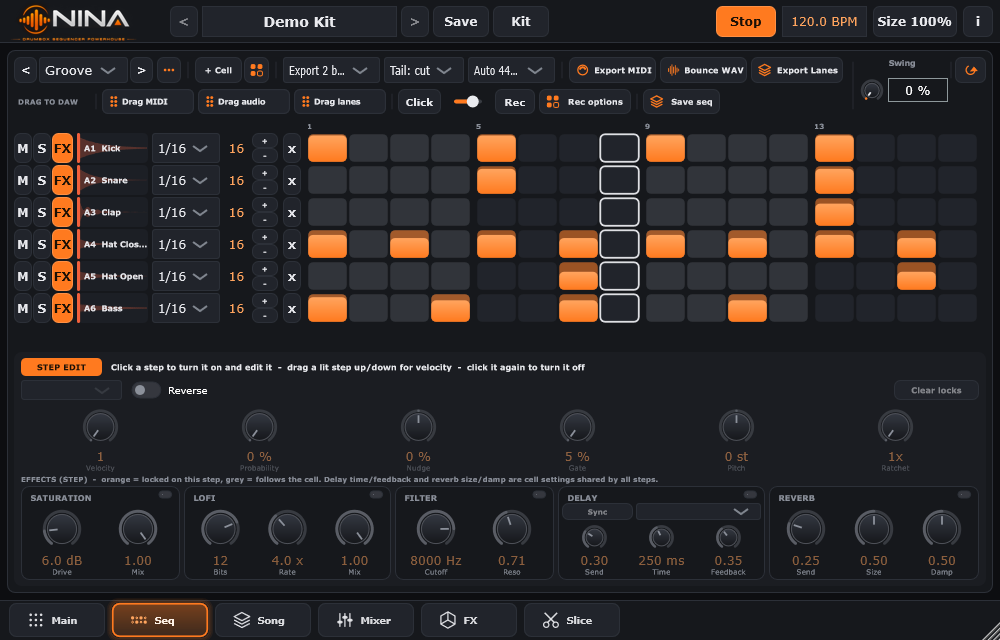 NINA
DRUMBOX SEQUENCER POWERHOUSE
< Demo Kit > Save Kit Stop 120.0 BPM Size 100% i
< Groove > ... + Cell Export 2 b... Tail: cut Auto 44... Export MIDI Bounce WAV Export Lanes Swing
0 %
DRAG TO DAW Drag MIDI Drag audio Drag lanes Click Rec Rec options Save seq
1 5 9 13
M S FX A1 Kick 1/16 16 + - x
M S FX A2 Snare 1/16 16 + - x
M S FX A3 Clap 1/16 16 + - x
M S FX A4 Hat Clos... 1/16 16 + - x
M S FX A5 Hat Open 1/16 16 + - x
M S FX A6 Bass 1/16 16 + - x
STEP EDIT Click a step to turn it on and edit it - drag a lit step up/down for velocity - click it again to turn it off
Reverse Clear locks
1 0 % 0 % 5 % 0 st 1x
Velocity Probability Nudge Gate Pitch Ratchet
EFFECTS (STEP) - orange = locked on this step, grey = follows the cell. Delay time/feedback and reverb size/damp are cell settings shared by all steps.
SATURATION LOFI FILTER DELAY REVERB
Sync
6.0 dB 1.00 12 4.0 x 1.00 8000 Hz 0.71 0.30 250 ms 0.35 0.25 0.50 0.50
Drive Mix Bits Rate Mix Cutoff Reso Send Time Feedback Send Size Damp
Main Seq Song Mixer FX Slice